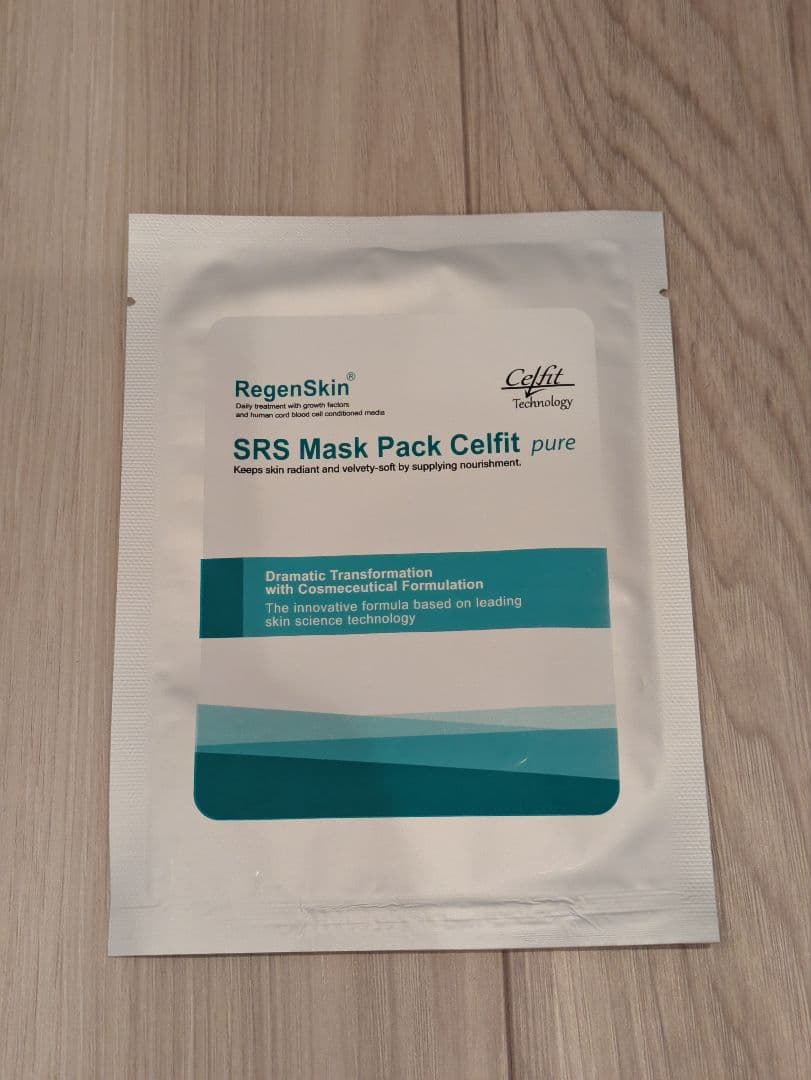 RegenSkin®
Daily treatment with growth factors
and human cord blood cell conditioned media
Celfit
Technology
SRS Mask Pack Celfit pure
Keeps skin radiant and velvety-soft by supplying nourishment.
Dramatic Transformation
with Cosmeceutical Formulation
The innovative formula based on leading
skin science technology